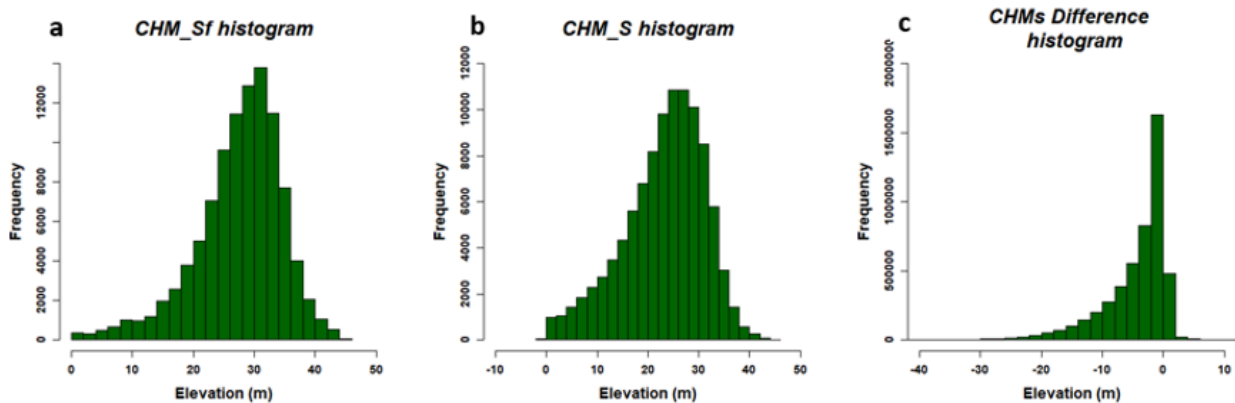 a
CHM_Sf histogram
Frequency
0
2000
4000
6000
8000
12000
0
10
20
30
40
50
Elevation (m)
b
CHM_S histogram
Frequency
0
2000
4000
6000
8000
10000
12000
-10
0
10
20
30
40
50
Elevation (m)
c
CHMs Difference
histogram
Frequency
0
500000
1000000
1500000
2000000
-40
-20
-10
0
10
Elevation (m)